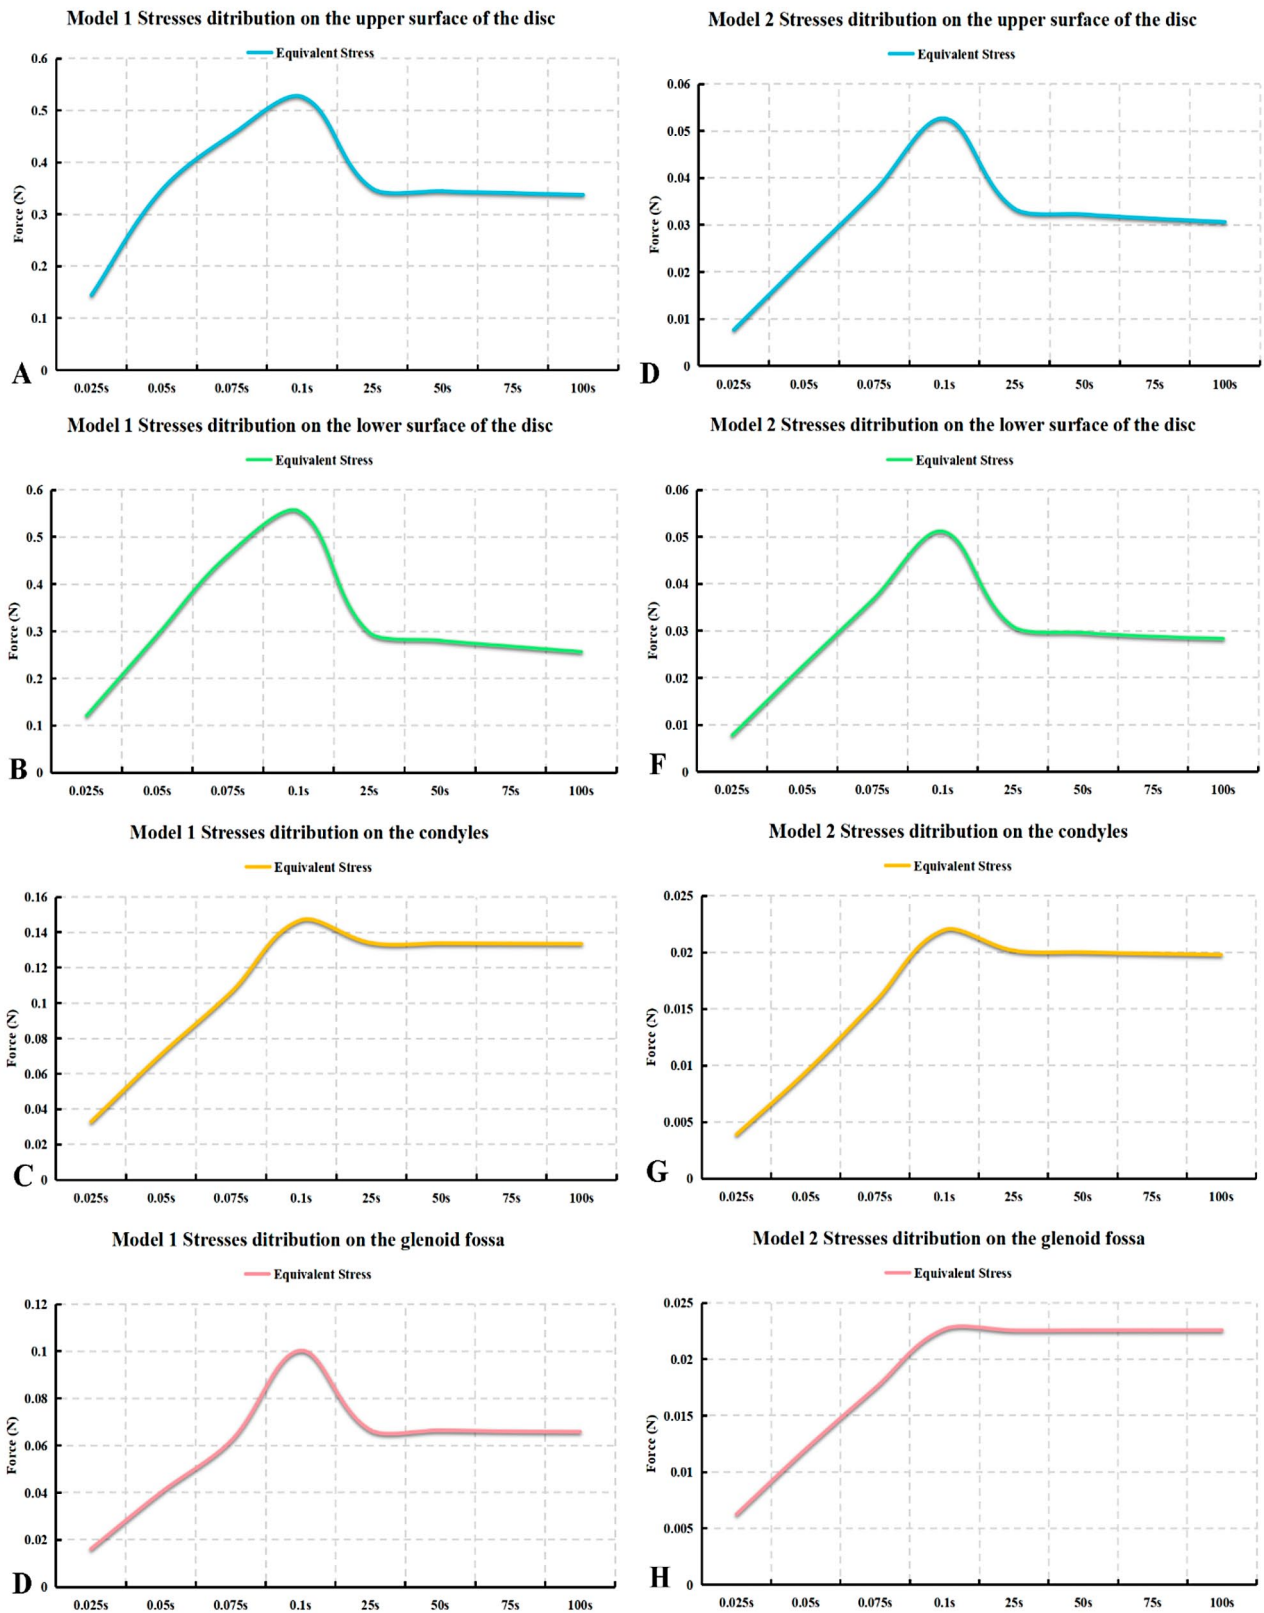 Model 1 Stresses ditribution on the upper surface of the disc
Equivalent Stress
0.6
0.5
0.4
0.3
0.2
0.1
0
Force (N)
A
0.025s 0.05s 0.075s 0.1s 25s 50s 75s 100s
Model 2 Stresses ditribution on the upper surface of the disc
Equivalent Stress
0.06
0.05
0.04
0.03
0.02
0.01
0
Force (N)
D
0.025s 0.05s 0.075s 0.1s 25s 50s 75s 100s
Model 1 Stresses ditribution on the lower surface of the disc
Equivalent Stress
0.6
0.5
0.4
0.3
0.2
0.1
0
Force (N)
B
0.025s 0.05s 0.075s 0.1s 25s 50s 75s 100s
Model 2 Stresses ditribution on the lower surface of the disc
Equivalent Stress
0.06
0.05
0.04
0.03
0.02
0.01
0
Force (N)
F
0.025s 0.05s 0.075s 0.1s 25s 50s 75s 100s
Model 1 Stresses ditribution on the condyles
Equivalent Stress
0.16
0.14
0.12
0.1
0.08
0.06
0.04
0.02
0
Force (N)
C
0.025s 0.05s 0.075s 0.1s 25s 50s 75s 100s
Model 2 Stresses ditribution on the condyles
Equivalent Stress
0.025
0.02
0.015
0.01
0.005
0
Force (N)
G
0.025s 0.05s 0.075s 0.1s 25s 50s 75s 100s
Model 1 Stresses ditribution on the glenoid fossa
Equivalent Stress
0.12
0.1
0.08
0.06
0.04
0.02
0
Force (N)
D
0.025s 0.05s 0.075s 0.1s 25s 50s 75s 100s
Model 2 Stresses ditribution on the glenoid fossa
Equivalent Stress
0.025
0.02
0.015
0.01
0.005
0
Force (N)
H
0.025s 0.05s 0.075s 0.1s 25s 50s 75s 100s